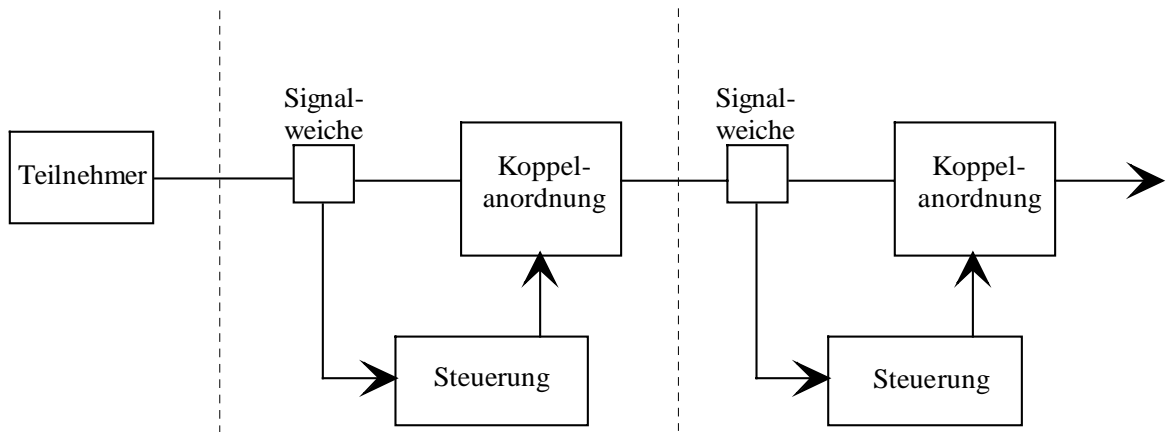 Teilnehmer
Signal-
weiche
Koppel-
anordnung
Steuerung
Signal-
weiche
Koppel-
anordnung
Steuerung